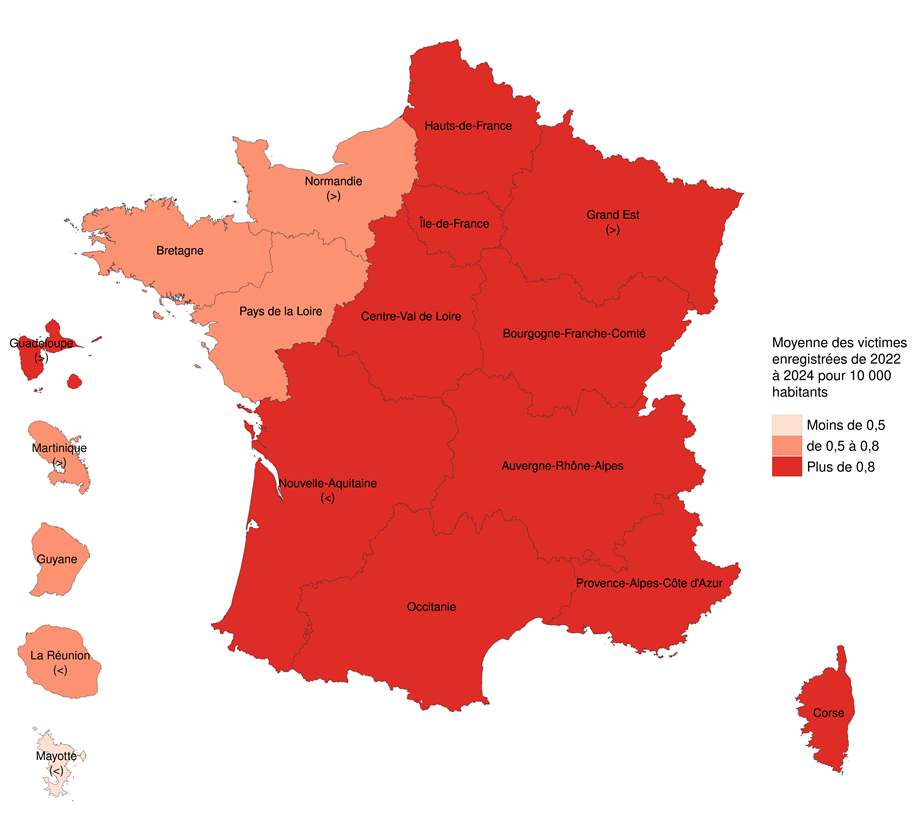 Hauts-de-France
Normandie
(>)
Île-de-France
Grand Est
(>)
Bretagne
Pays de la Loire
Centre-Val de Loire
Bourgogne-Franche-Comté
Guadeloupe
(>)
Moyenne des victimes
enregistrées de 2022
à 2024 pour 10 000
habitants
Moins de 0,5
de 0,5 à 0,8
Plus de 0,8
Martinique
(>)
Auvergne-Rhône-Alpes
Nouvelle-Aquitaine
(<)
Guyane
Provence-Alpes-Côte d'Azur
Occitanie
La Réunion
(<)
Corse
Mayotte
(<)